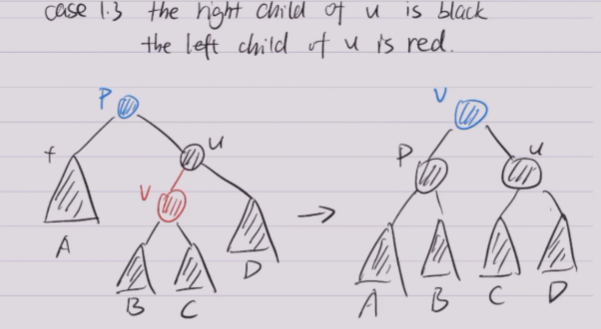 case 1.3 the right child of u is black
the left child of u is red.
P V
u P u
t
V
A B C D A B C D